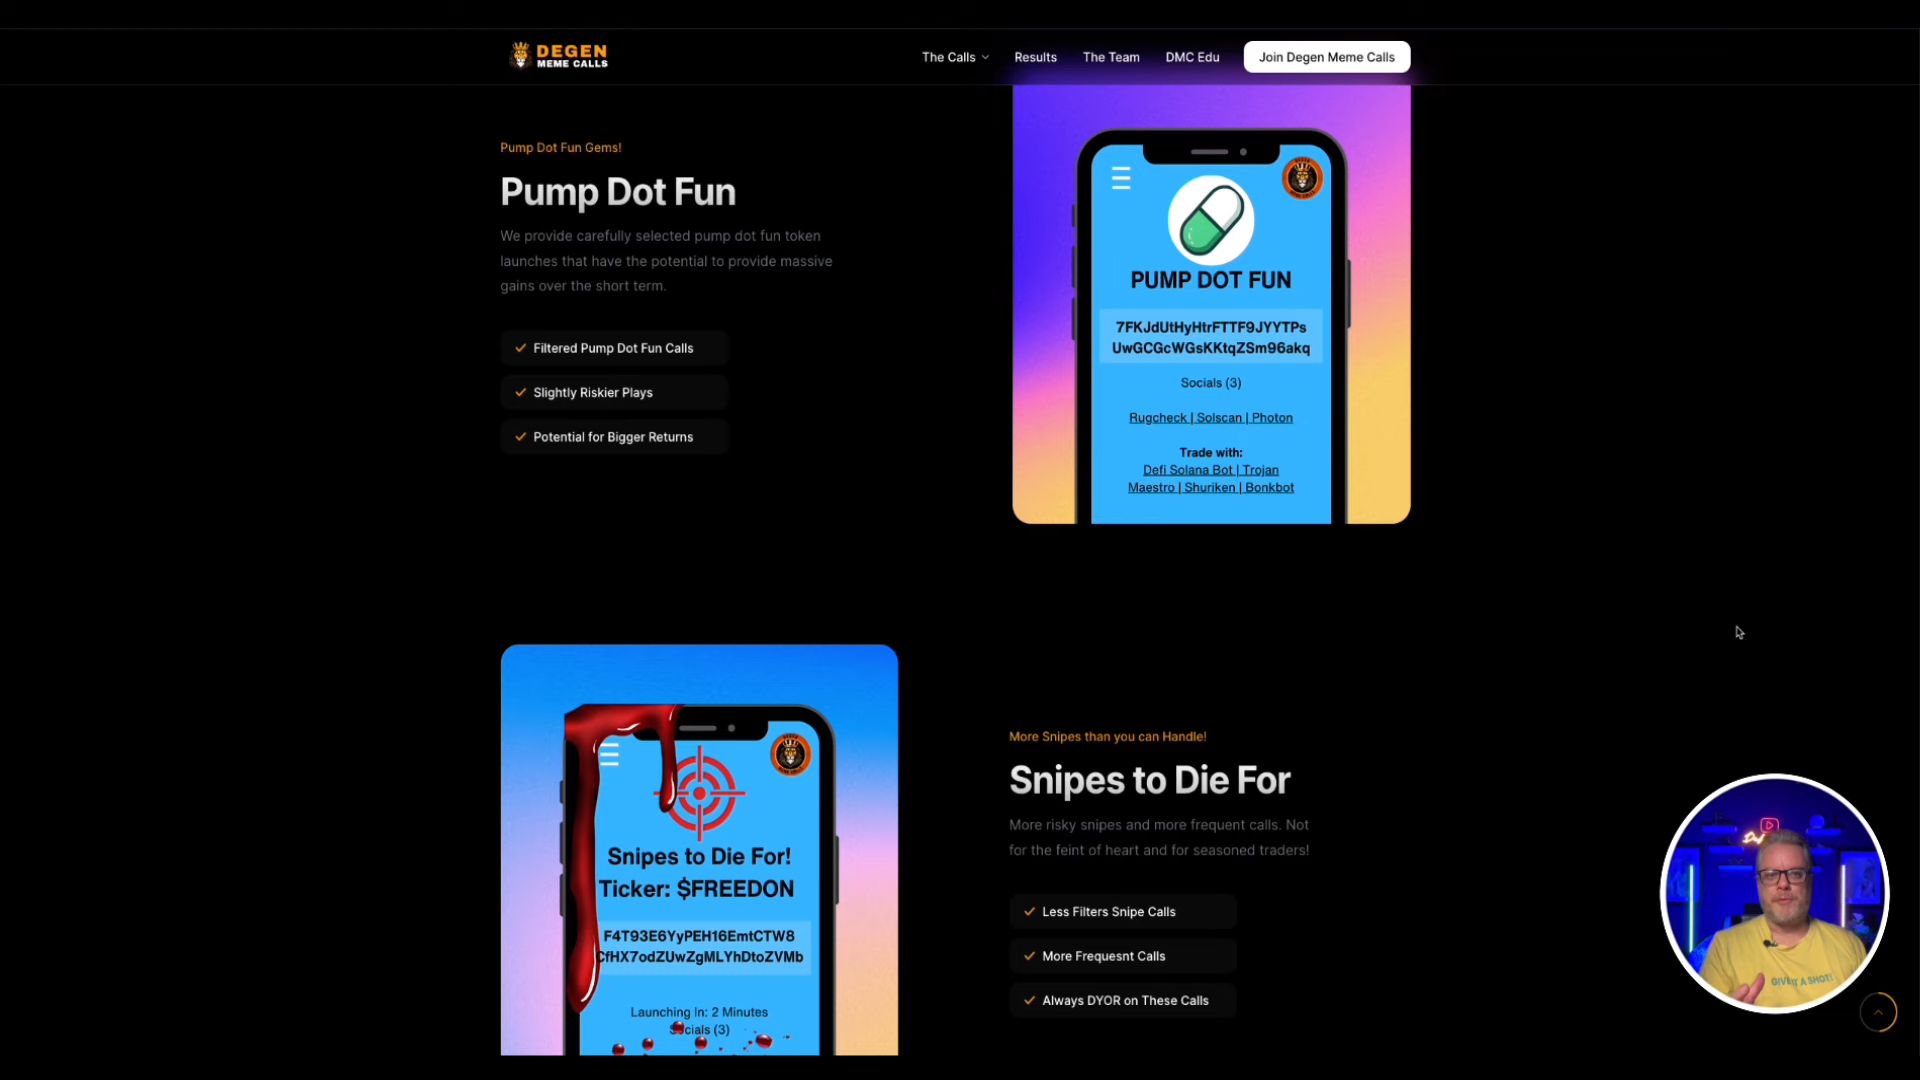 DEGEN
MEME CALLS
The Calls
Results
The Team
DMC Edu
Join Degen Meme Calls
Pump Dot Fun Gems!
Pump Dot Fun
We provide carefully selected pump dot fun token
launches that have the potential to provide massive
gains over the short term.
Filtered Pump Dot Fun Calls
Slightly Riskier Plays
Potential for Bigger Returns
PUMP DOT FUN
7FKJdUtHyHtrFTTF9JYYTPs
UwGCGcWGsKKtqZSm96akq
Socials (3)
Rugcheck | Solscan | Photon
Trade with:
Defi Solana Bot | Trojan
Maestro | Shuriken | Bonkbot
Snipes to Die For!
Ticker: $FREEDON
F4T93E6YyPEH16EmtCTW8
CfHX7odZUwZgMLYhDtoZVMb
Launching In: 2 Minutes
Socials (3)
More Snipes than you can Handle!
Snipes to Die For
More risky snipes and more frequent calls. Not
for the feint of heart and for seasoned traders!
Less Filters Snipe Calls
More Frequesnt Calls
Always DYOR on These Calls
GIVE IT A SHOT!